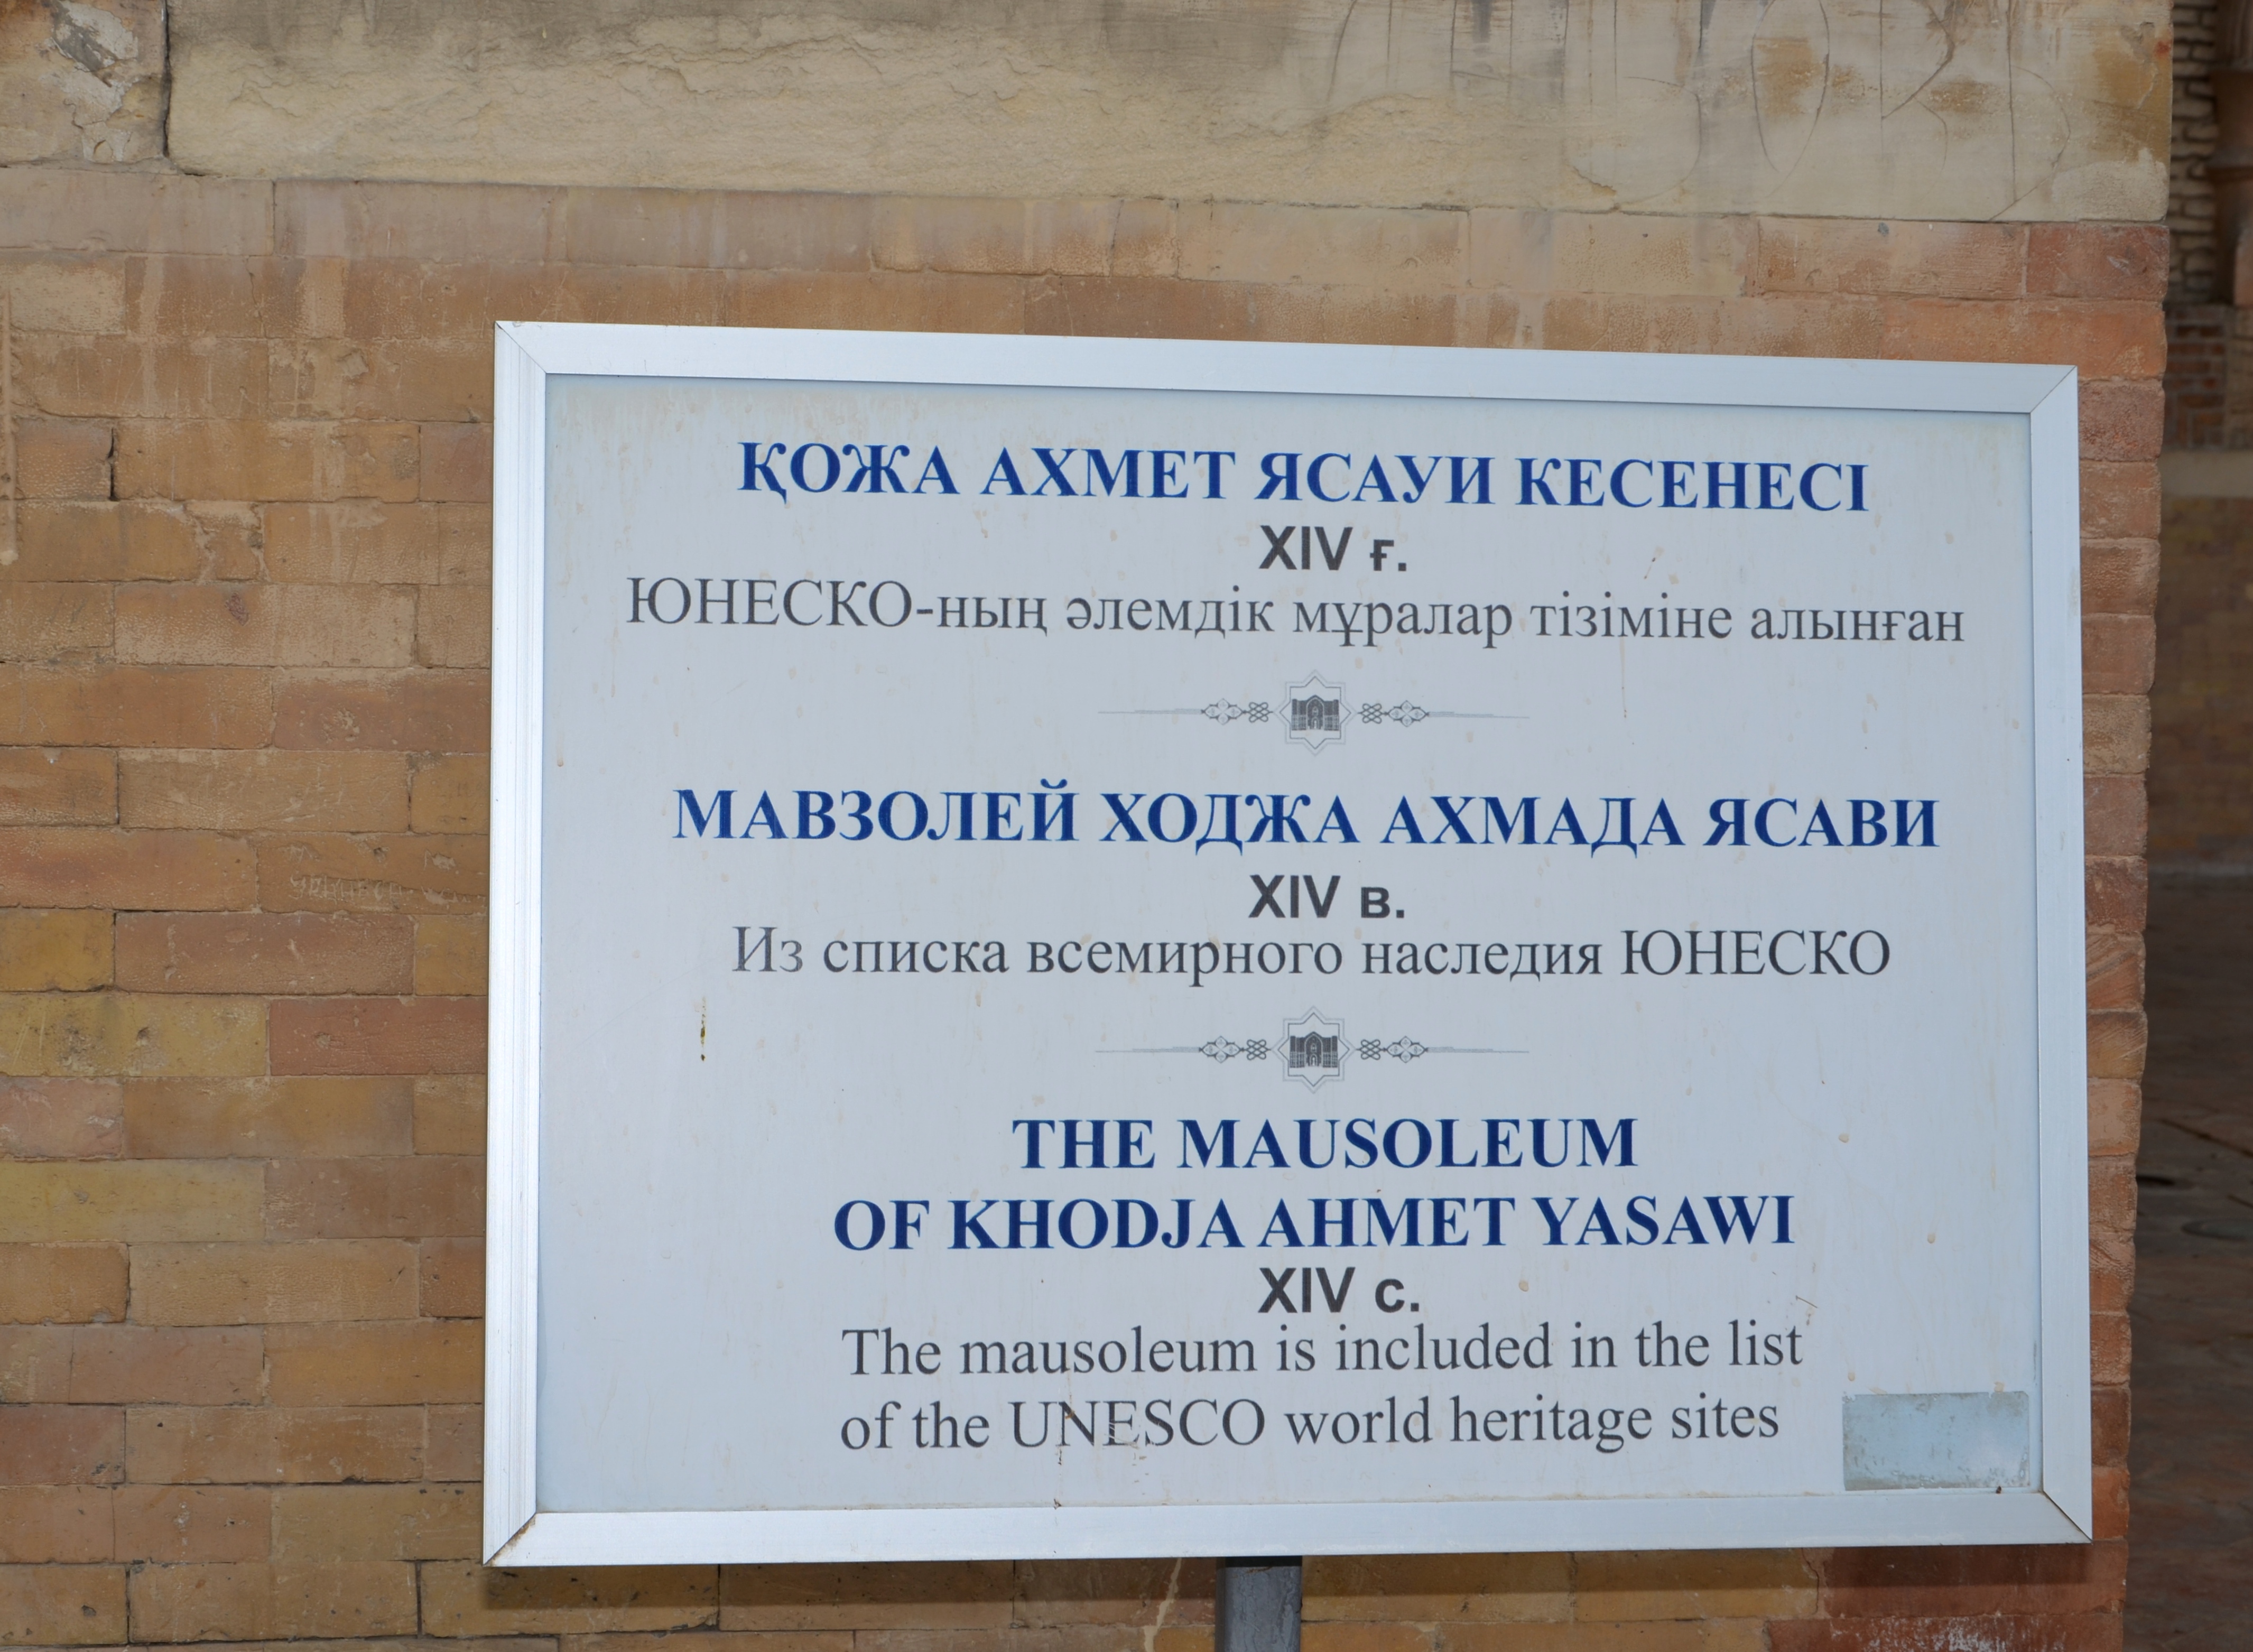 ҚОЖА АХМЕТ ЯСАУИ КЕСЕНЕСІ
XIV ғ.
ЮНЕСКО-ның әлемдік мұралар тізіміне алынған
МАВЗОЛЕЙ ХОДЖА АХМАДА ЯСАВИ
XIV в.
Из списка всемирного наследия ЮНЕСКО
THE MAUSOLEUM
OF KHODJA AHMET YASAWI
XIV c.
The mausoleum is included in the list
of the UNESCO world heritage sites